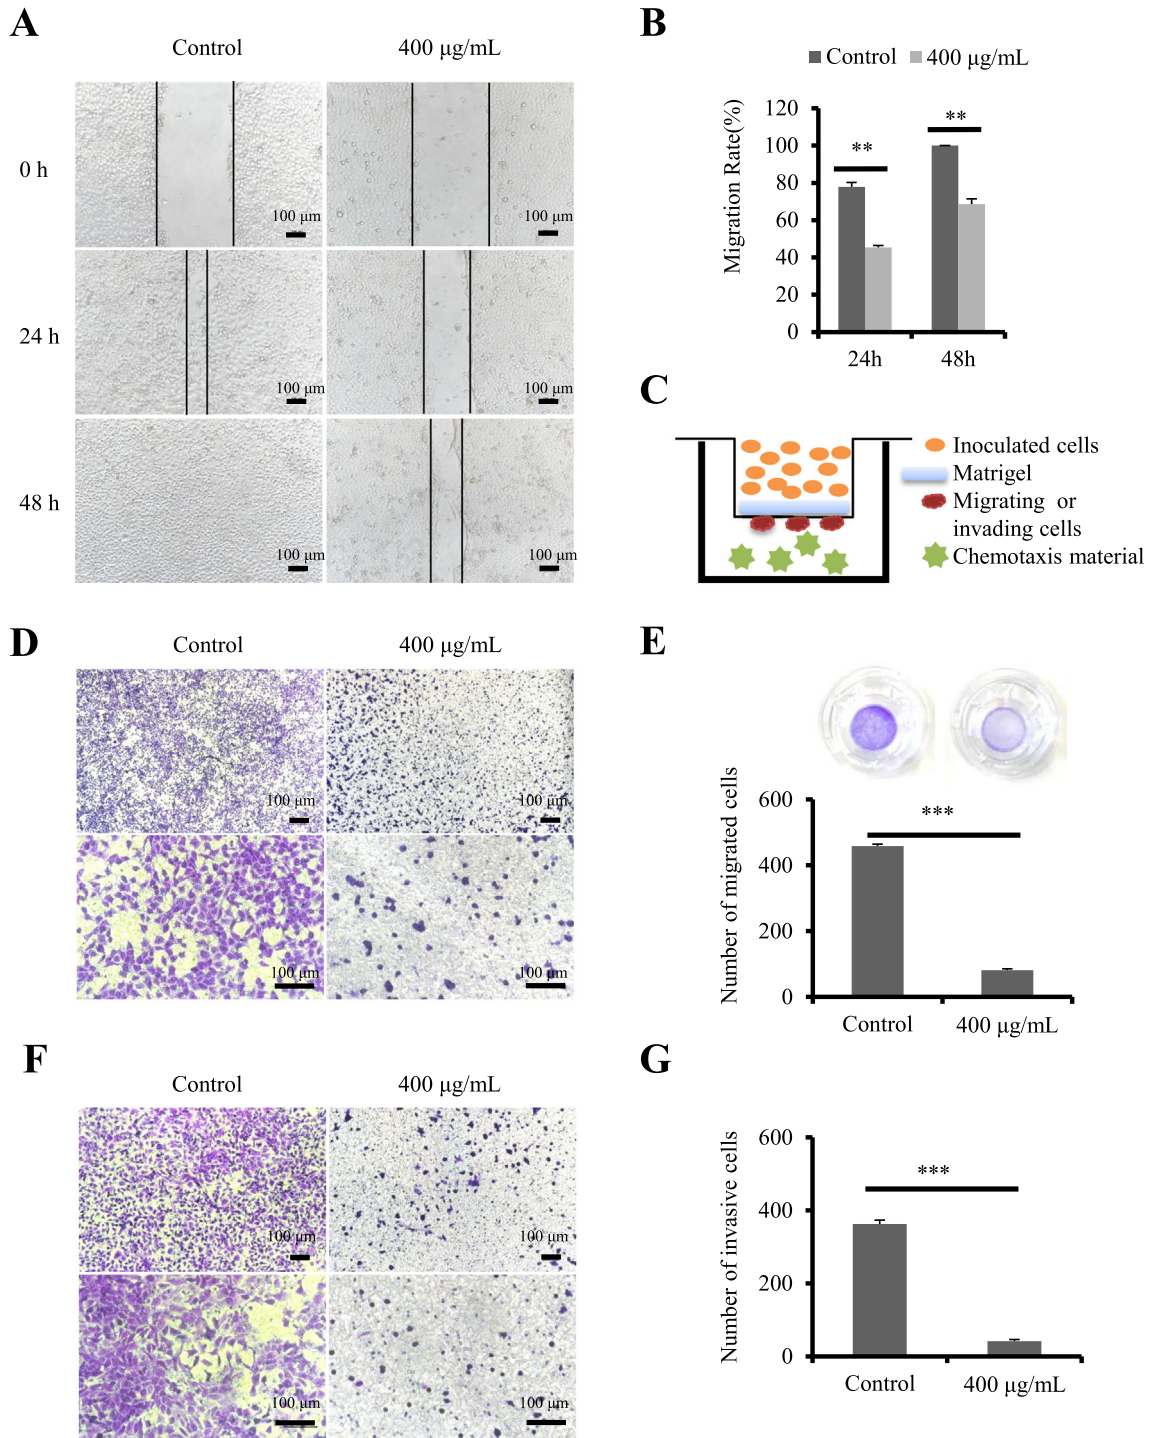 A
Control
400 μg/mL
0 h
100 μm
100 μm
24 h
100 μm
100 μm
48 h
100 μm
100 μm
B
Control
400 μg/mL
Migration Rate(%)
120
100
80
60
40
20
0
**
**
24h
48h
C
Inoculated cells
Matrigel
Migrating or
invading cells
Chemotaxis material
D
Control
400 μg/mL
100 μm
100 μm
100 μm
100 μm
E
Number of migrated cells
600
400
200
0
***
Control
400 μg/mL
F
Control
400 μg/mL
100 μm
100 μm
100 μm
100 μm
G
Number of invasive cells
600
400
200
0
***
Control
400 μg/mL